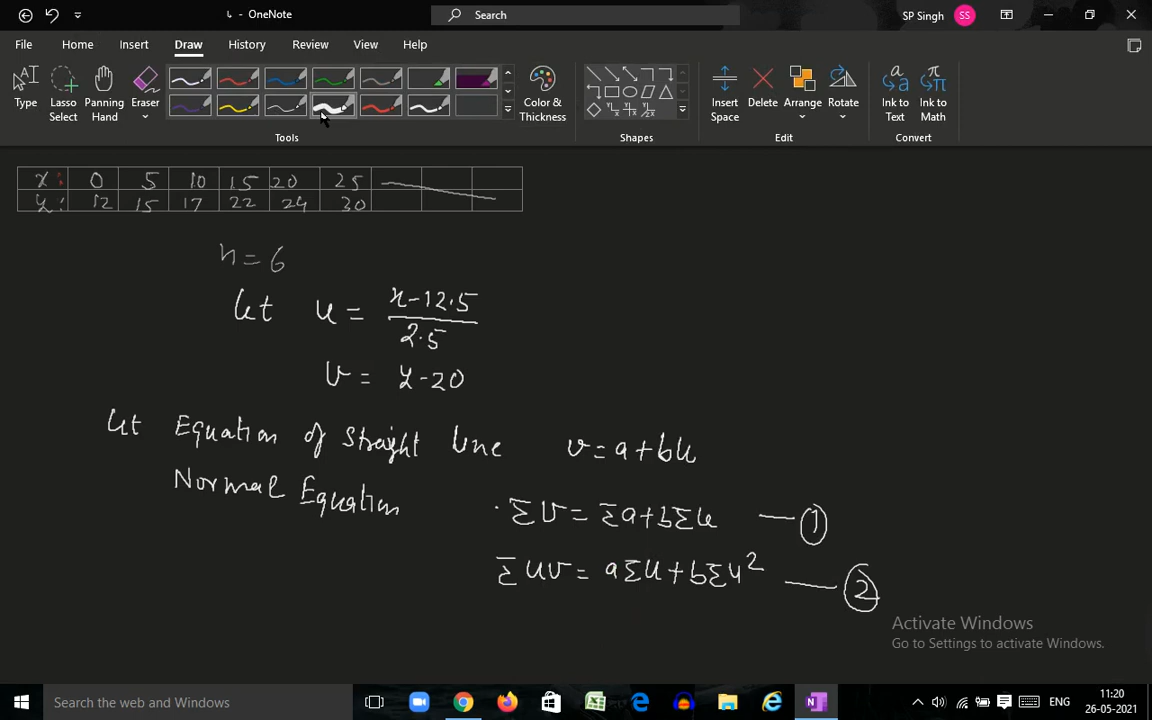 ↳ - OneNote
Search
SP Singh
SS
File Home Insert Draw History Review View Help
Type
Lasso Select
Panning Hand
Eraser
Color & Thickness
Insert Space
Delete
Arrange
Rotate
Ink to Text
Ink to Math
Tools
Shapes
Edit
Convert
x: 0 5 10 15 20 25
y: 12 15 17 22 24 30
n = 6
let u = (x-12.5)/2.5
v = y-20
let Equation of Straight line v = a+bu
Normal Equation
Σv = Σa+bΣu — ①
Σuv = aΣu+bΣu² — ②
Activate Windows
Go to Settings to activate Windows.
Search the web and Windows
ENG
11:20
26-05-2021